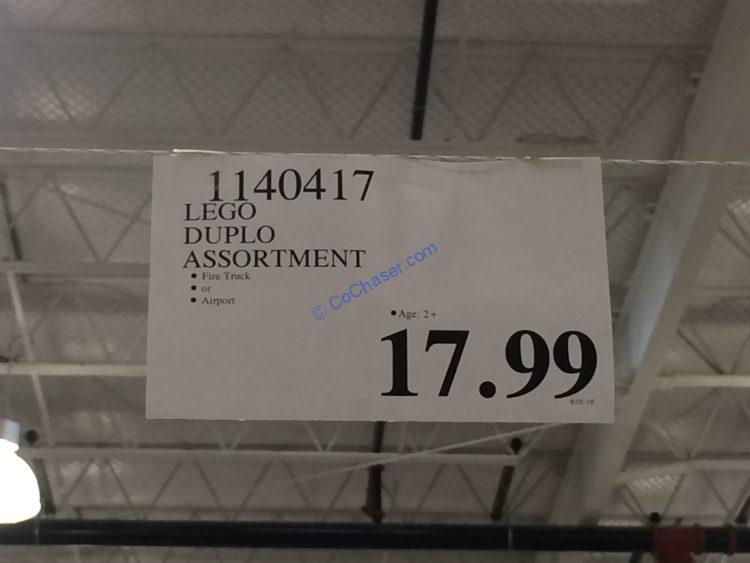 1140417
LEGO
DUPLO
ASSORTMENT
• Fire Truck
• or
• Airport
© CoChaser.com
• Age: 2+
17.99